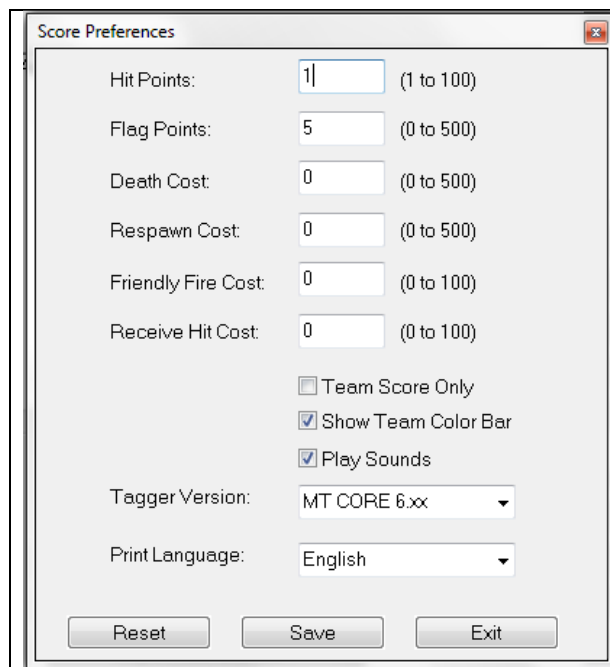 Score Preferences
Hit Points: 1 (1 to 100)
Flag Points: 5 (0 to 500)
Death Cost: 0 (0 to 500)
Respawn Cost: 0 (0 to 500)
Friendly Fire Cost: 0 (0 to 100)
Receive Hit Cost: 0 (0 to 100)
Team Score Only
Show Team Color Bar
Play Sounds
Tagger Version: MT CORE 6.xx
Print Language: English
Reset Save Exit